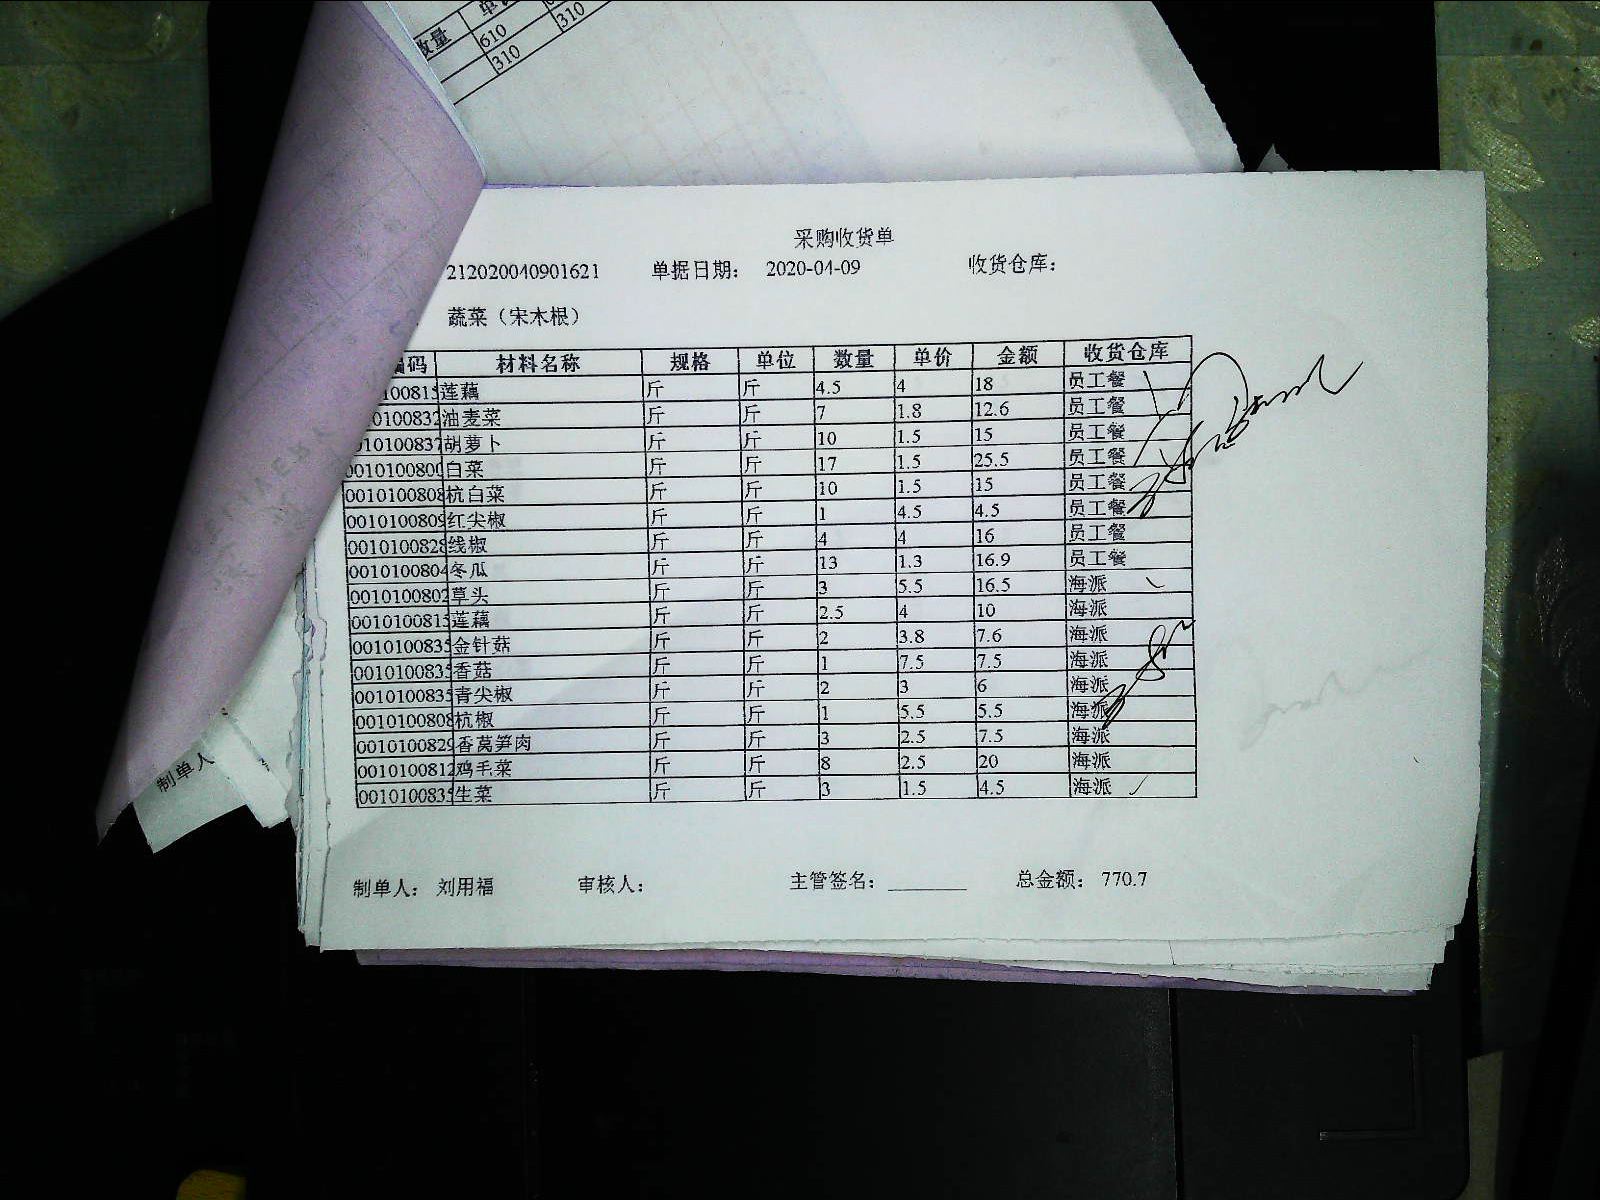 数量 单
610
310 310
采购收货单
212020040901621 单据日期： 2020-04-09 收货仓库：
蔬菜（宋木根）
编码 材料名称 规格 单位 数量 单价 金额 收货仓库
100815 莲藕 斤 斤 4.5 4 18 员工餐
0100832 油麦菜 斤 斤 7 1.8 12.6 员工餐
010100837 胡萝卜 斤 斤 10 1.5 15 员工餐
0010100800 白菜 斤 斤 17 1.5 25.5 员工餐
0010100808 杭白菜 斤 斤 10 1.5 15 员工餐
0010100809 红尖椒 斤 斤 1 4.5 4.5 员工餐
0010100828 线椒 斤 斤 4 4 16 员工餐
0010100804 冬瓜 斤 斤 13 1.3 16.9 员工餐
0010100802 草头 斤 斤 3 5.5 16.5 海派
0010100815 莲藕 斤 斤 2.5 4 10 海派
0010100835 金针菇 斤 斤 2 3.8 7.6 海派
0010100835 香菇 斤 斤 1 7.5 7.5 海派
0010100835 青尖椒 斤 斤 2 3 6 海派
0010100808 杭椒 斤 斤 1 5.5 5.5 海派
0010100829 香莴笋肉 斤 斤 3 2.5 7.5 海派
0010100812 鸡毛菜 斤 斤 8 2.5 20 海派
0010100835 生菜 斤 斤 3 1.5 4.5 海派
制单人
制单人： 刘用福 审核人： 主管签名： 总金额： 770.7